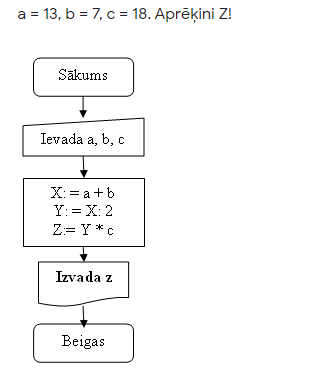 a = 13, b = 7, c = 18. Aprēķini Z!
Sākums
Ievada a, b, c
X: = a + b
Y: = X: 2
Z:= Y * c
Izvada z
Beigas